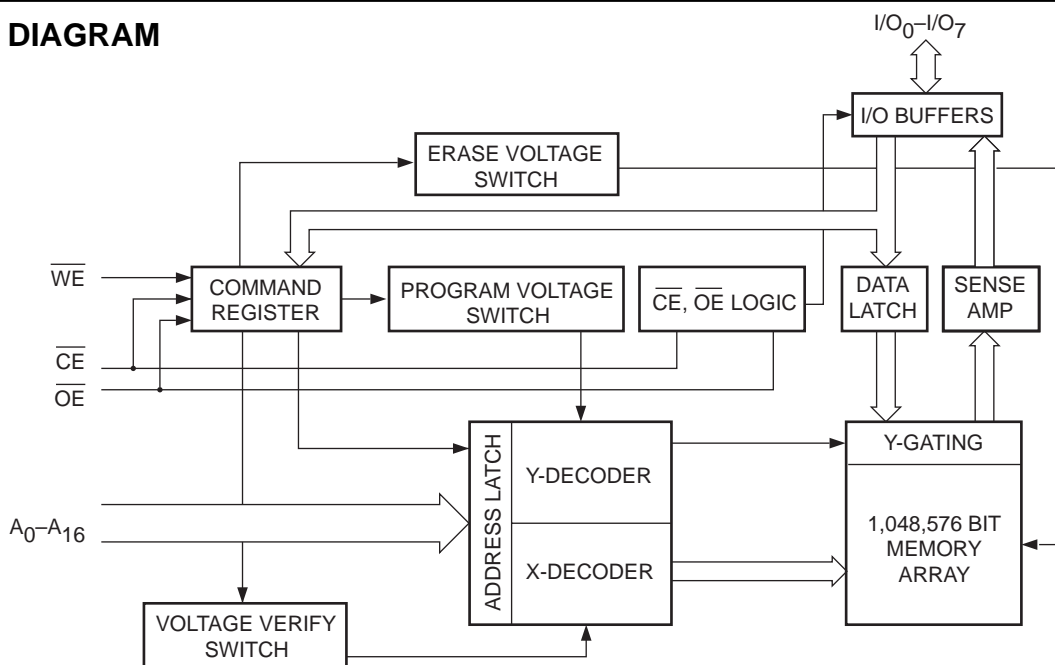 DIAGRAM
I/O0–I/O7
I/O BUFFERS
ERASE VOLTAGE
SWITCH
WE
CE
OE
COMMAND
REGISTER
PROGRAM VOLTAGE
SWITCH
CE, OE LOGIC
DATA
LATCH
SENSE
AMP
ADDRESS LATCH
Y-DECODER
X-DECODER
Y-GATING
1,048,576 BIT
MEMORY
ARRAY
A0–A16
VOLTAGE VERIFY
SWITCH